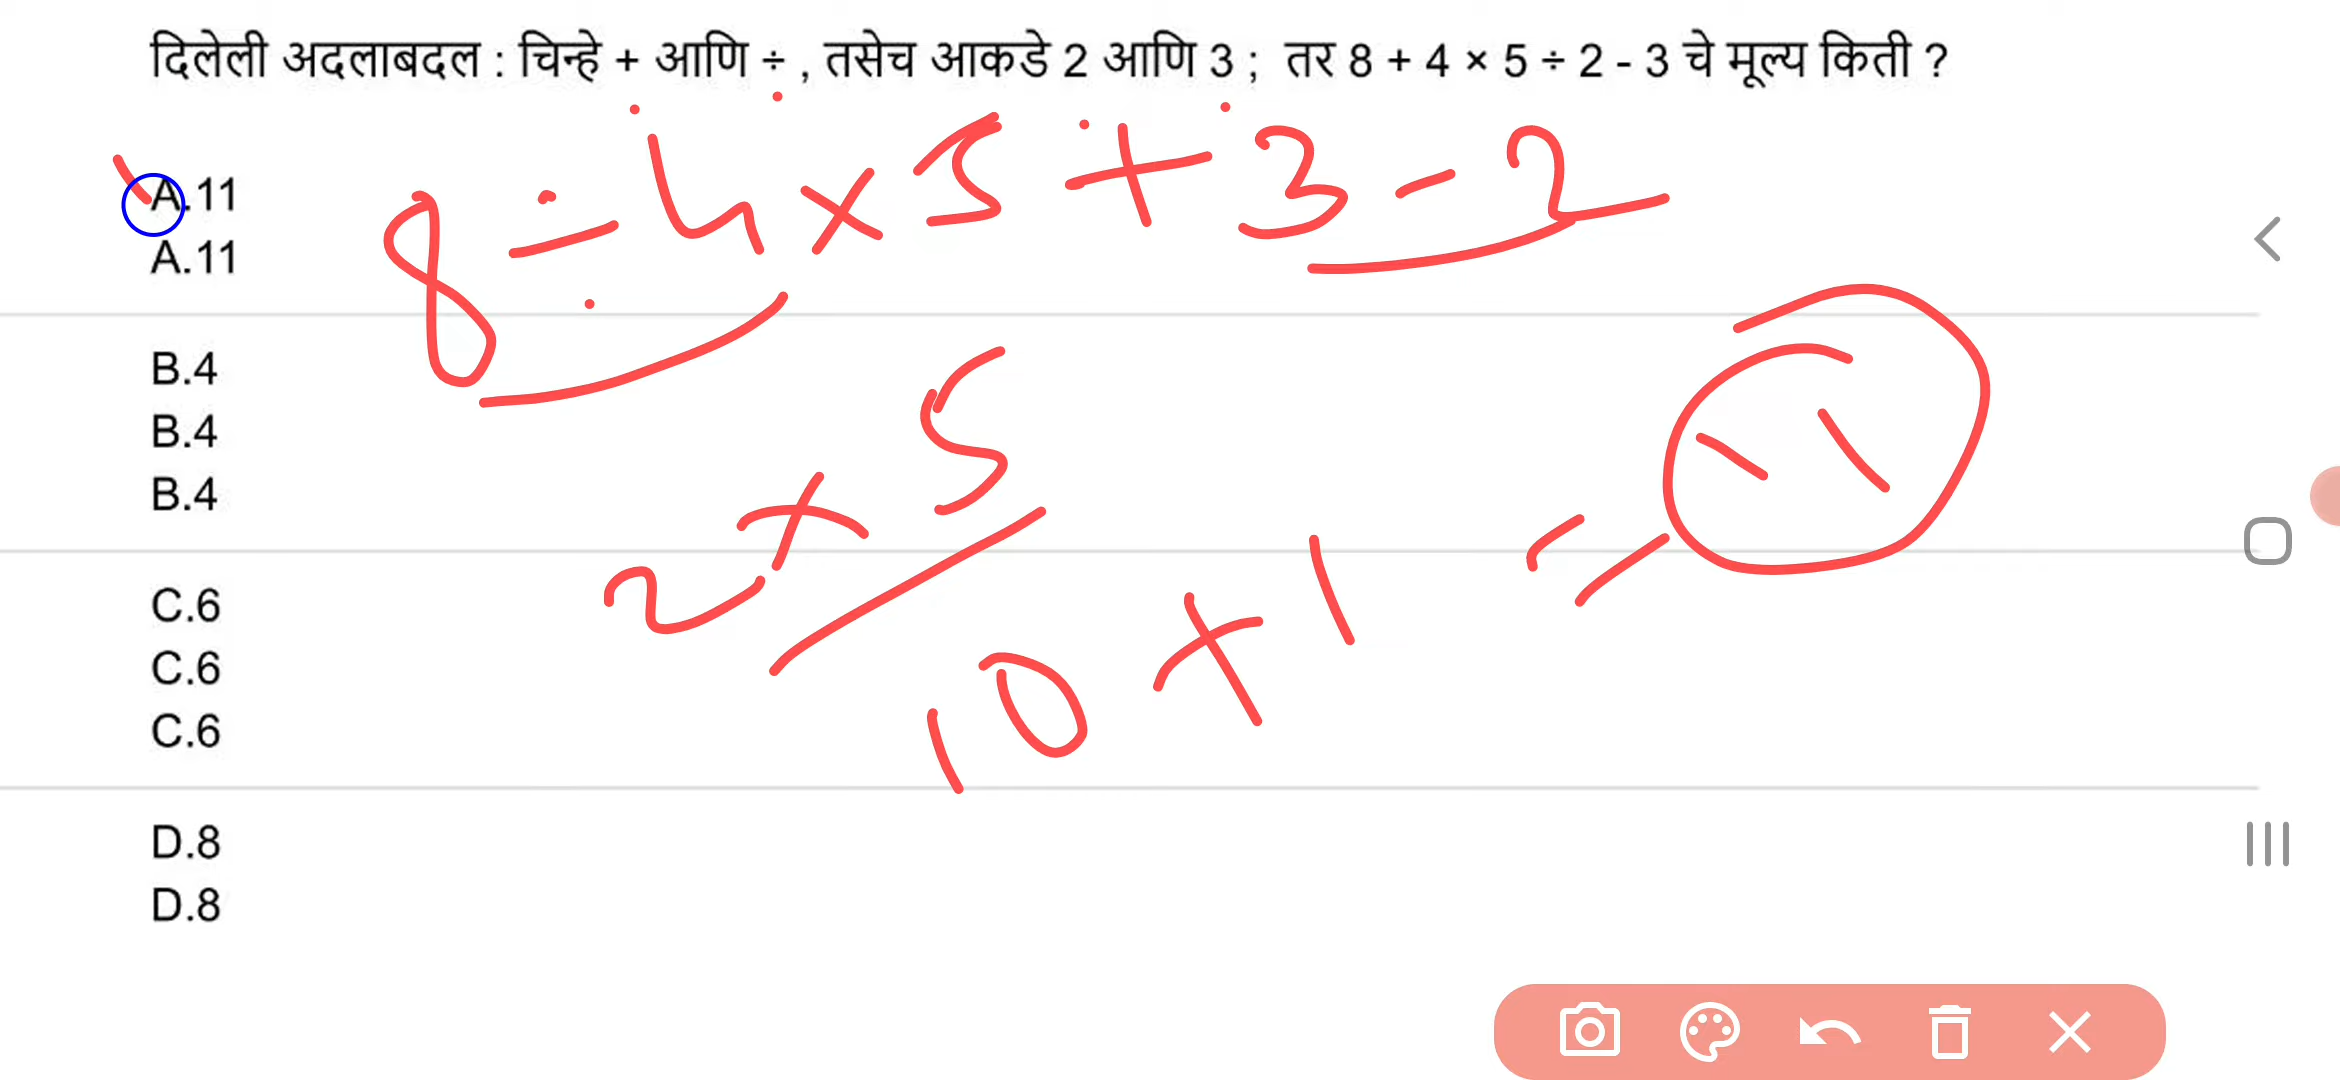 दिलेली अदलाबदल : चिन्हे + आणि ÷ , तसेच आकडे 2 आणि 3 ; तर 8 + 4 × 5 ÷ 2 - 3 चे मूल्य किती ?
8 ÷ 4 × 5 + 3 - 2
A.11
A.11
B.4
B.4
B.4
2 × 5
10 + 1 = 11
C.6
C.6
C.6
D.8
D.8